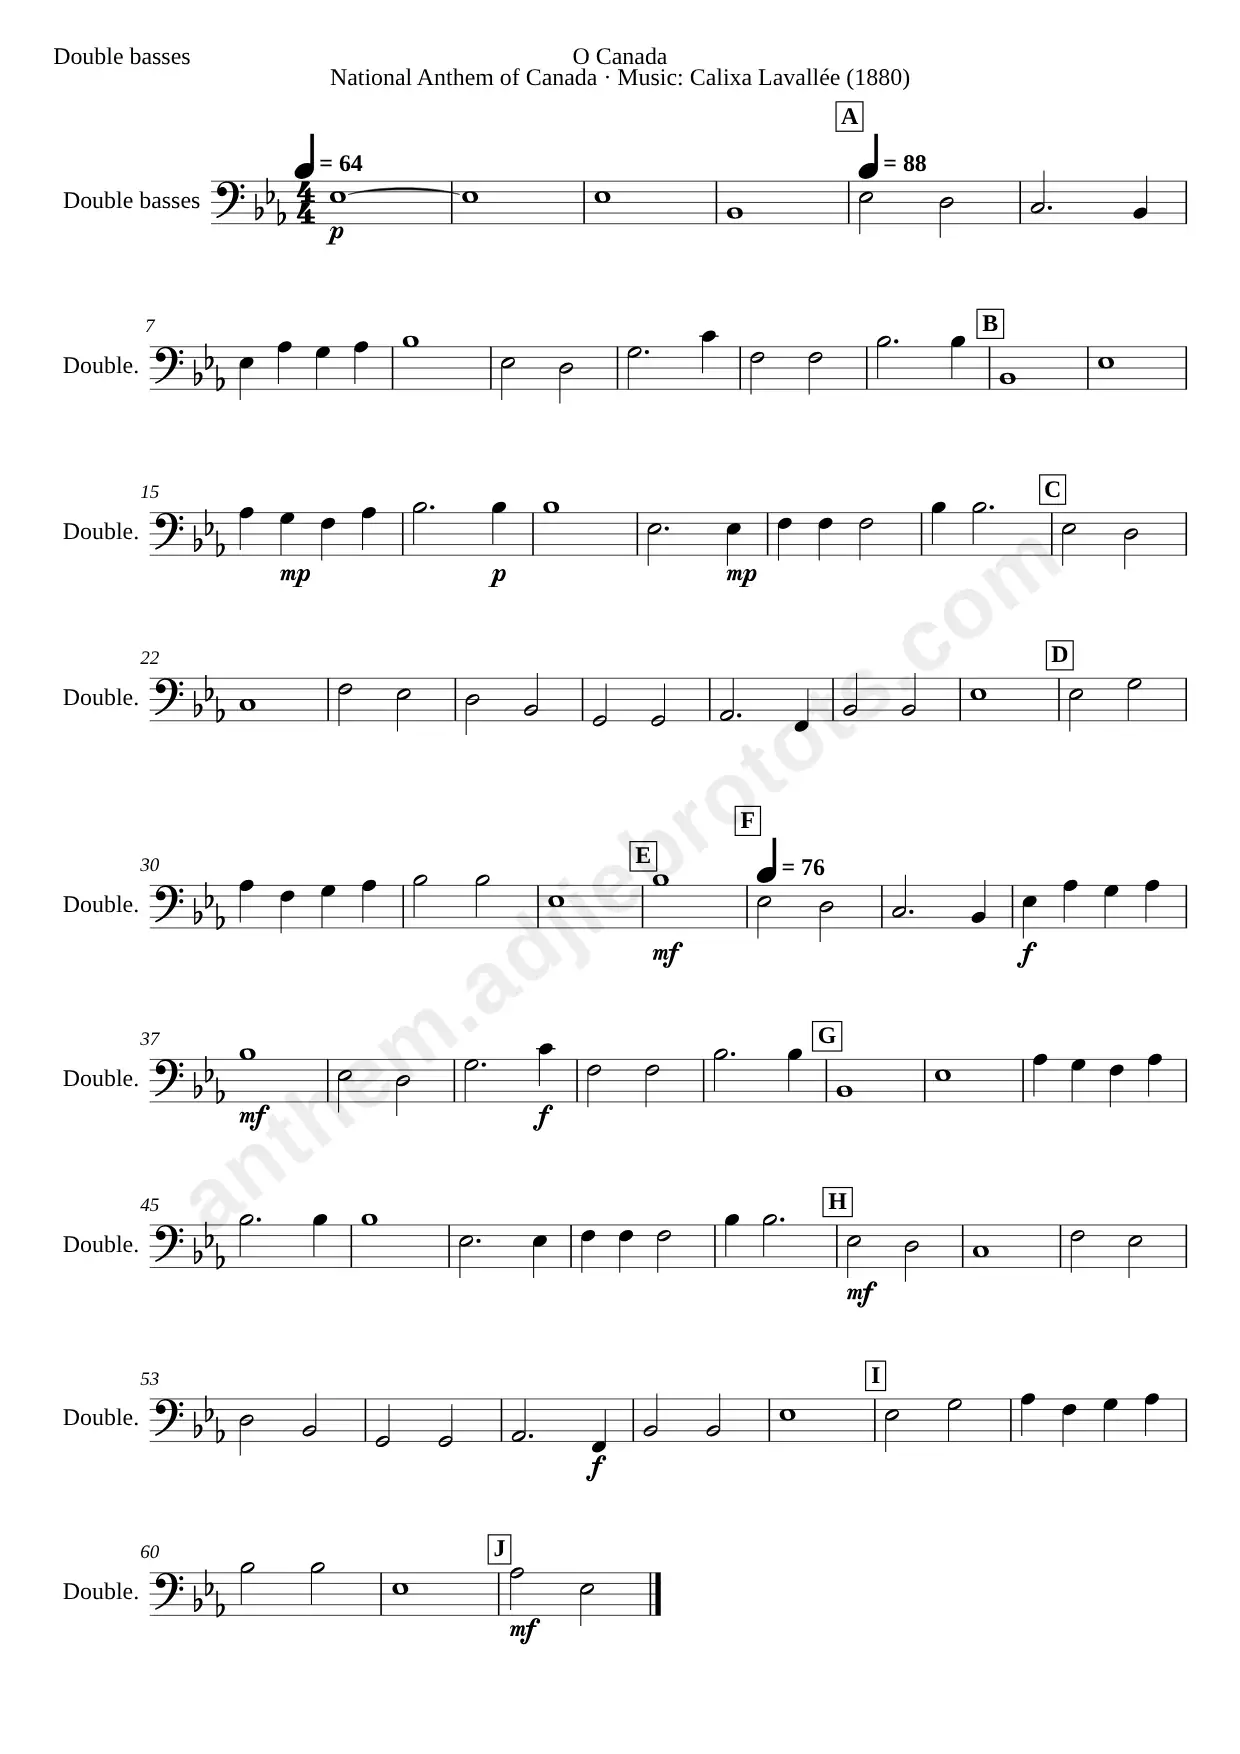 Double basses
O Canada
National Anthem of Canada · Music: Calixa Lavallée (1880)
A
= 64
= 88
Double basses
4
4
p
7
B
Double.
15
C
Double.
mp
p
mp
22
D
Double.
F
30
E
= 76
Double.
mf
f
37
G
Double.
mf
f
45
H
Double.
mf
53
I
Double.
f
60
J
Double.
mf
anthem.adjiebrotots.com